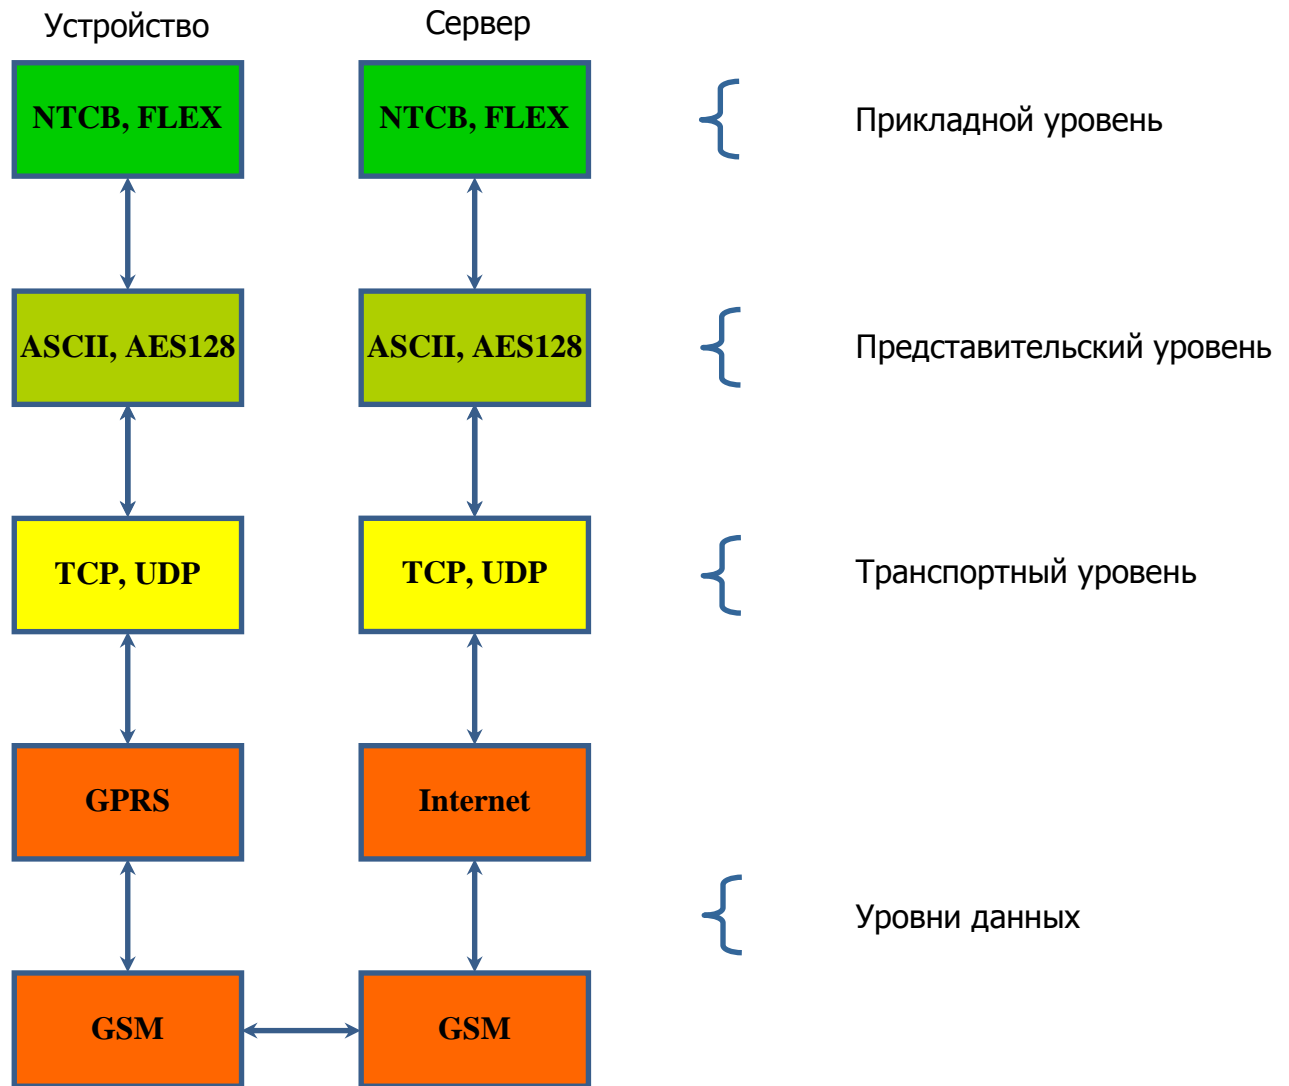 Устройство
Сервер
NTCB, FLEX
NTCB, FLEX
Прикладной уровень
ASCII, AES128
ASCII, AES128
Представительский уровень
TCP, UDP
TCP, UDP
Транспортный уровень
GPRS
Internet
Уровни данных
GSM
GSM